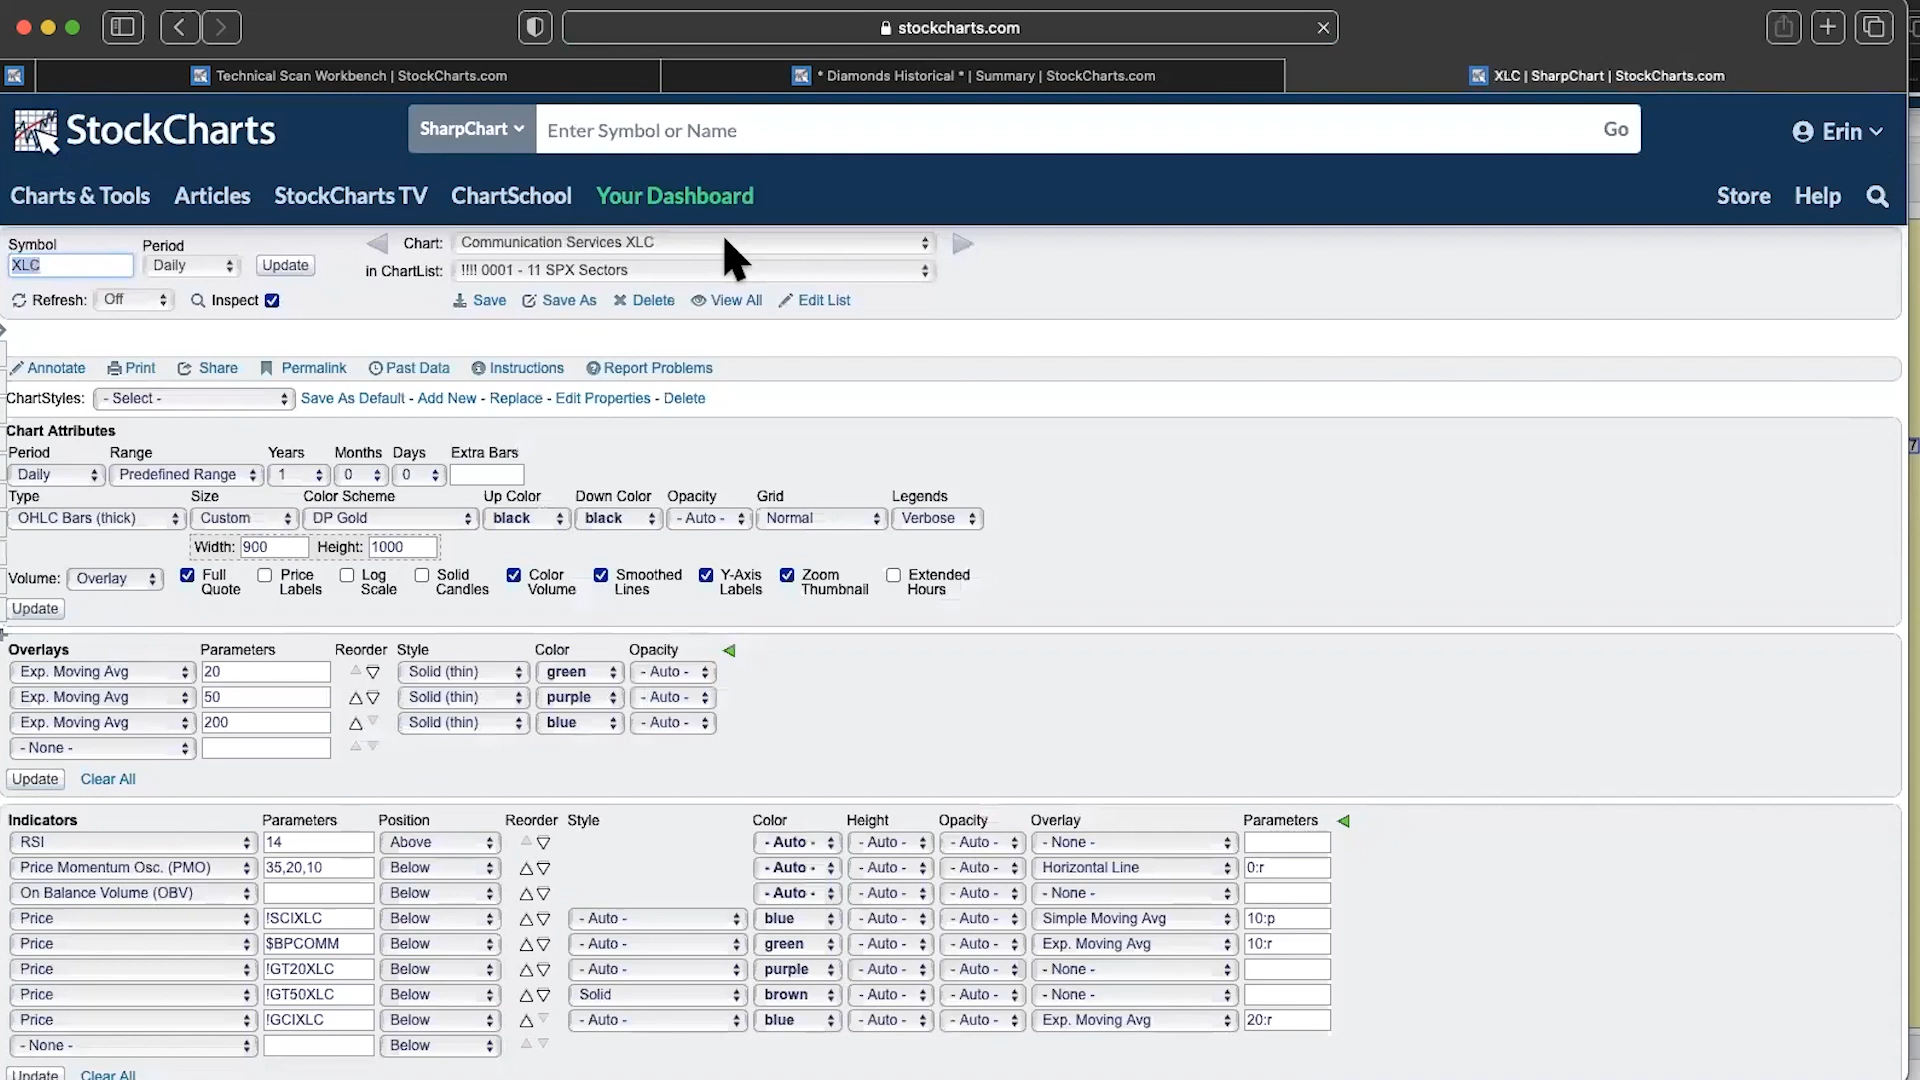 stockcharts.com
Technical Scan Workbench | StockCharts.com
* Diamonds Historical * | Summary | StockCharts.com
XLC | SharpChart | StockCharts.com
StockCharts
SharpChart
Enter Symbol or Name
Go
Erin
Charts & Tools Articles StockCharts TV ChartSchool Your Dashboard Store Help
Symbol Period Chart: Communication Services XLC
XLC Daily Update in ChartList: !!!! 0001 - 11 SPX Sectors
Refresh: Off Inspect Save Save As Delete View All Edit List
Annotate Print Share Permalink Past Data Instructions Report Problems
ChartStyles: - Select - Save As Default - Add New - Replace - Edit Properties - Delete
Chart Attributes
Period Range Years Months Days Extra Bars
Daily Predefined Range 1 0 0
Type Size Color Scheme Up Color Down Color Opacity Grid Legends
OHLC Bars (thick) Custom DP Gold black black - Auto - Normal Verbose
Width: 900 Height: 1000
Volume: Overlay Full Quote Price Labels Log Scale Solid Candles Color Volume Smoothed Lines Y-Axis Labels Zoom Thumbnail Extended Hours
Update
Overlays Parameters Reorder Style Color Opacity
Exp. Moving Avg 20 Solid (thin) green - Auto -
Exp. Moving Avg 50 Solid (thin) purple - Auto -
Exp. Moving Avg 200 Solid (thin) blue - Auto -
- None -
Update Clear All
Indicators Parameters Position Reorder Style Color Height Opacity Overlay Parameters
RSI 14 Above - Auto - - Auto - - Auto - - None -
Price Momentum Osc. (PMO) 35,20,10 Below - Auto - - Auto - - Auto - Horizontal Line 0:r
On Balance Volume (OBV) Below - Auto - - Auto - - Auto - - None -
Price !SCIXLC Below - Auto - blue - Auto - - Auto - Simple Moving Avg 10:p
Price $BPCOMM Below - Auto - green - Auto - - Auto - Exp. Moving Avg 10:r
Price !GT20XLC Below - Auto - purple - Auto - - Auto - - None -
Price !GT50XLC Below Solid brown - Auto - - Auto - - None -
Price !GCIXLC Below - Auto - blue - Auto - - Auto - Exp. Moving Avg 20:r
- None - Below
Update Clear All
7